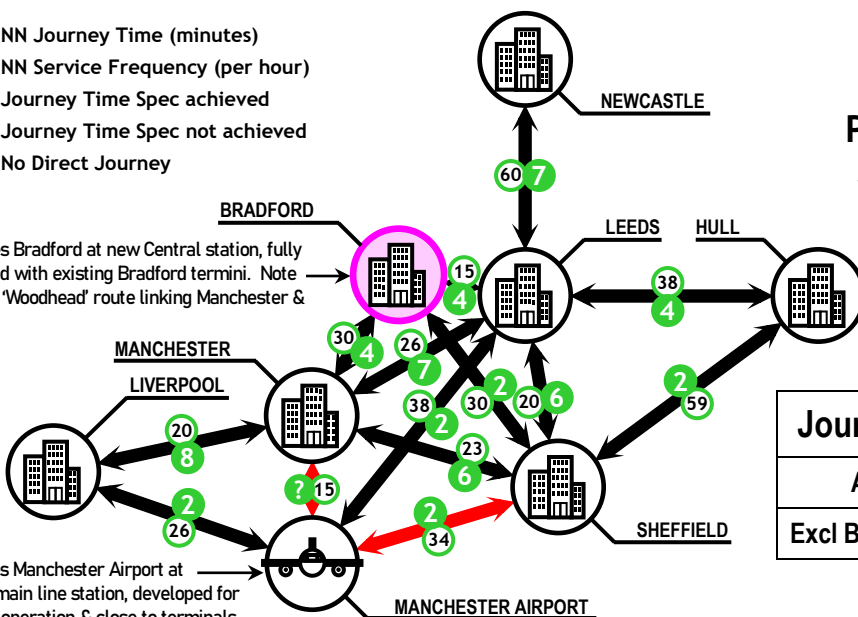 NN Journey Time (minutes)
NN Service Frequency (per hour)
Journey Time Spec achieved
Journey Time Spec not achieved
No Direct Journey
NEWCASTLE
P
60 7
BRADFORD
LEEDS
HULL
s Bradford at new Central station, fully
d with existing Bradford termini. Note
'Woodhead' route linking Manchester &
15
4
38
4
30 4
26
7
MANCHESTER
LIVERPOOL
2
30
20 6
2
59
38
2
20
8
23
6
Jour
A
Excl B
? 15
2
26
2
34
SHEFFIELD
s Manchester Airport at
main line station, developed for
operation & close to terminals
MANCHESTER AIRPORT